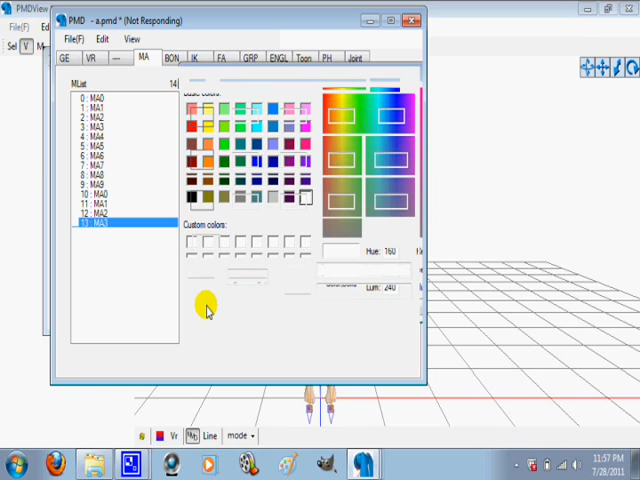 PMDView
PMD - a.pmd * (Not Responding)
File(F)
File(F) Edit View
Sel V
GE VR --- MA BON IK FA GRP ENGL Toon PH Joint
MList 14
0 : MA0
1 : MA1
2 : MA2
3 : MA3
4 : MA4
5 : MA5
6 : MA6
7 : MA7
8 : MA8
9 : MA9
10 : MA0
11 : MA1
12 : MA2
13 : MA3
Basic colors:
Custom colors:
Hue: 160
Lum: 240
Vr Line mode
11:57 PM
7/28/2011